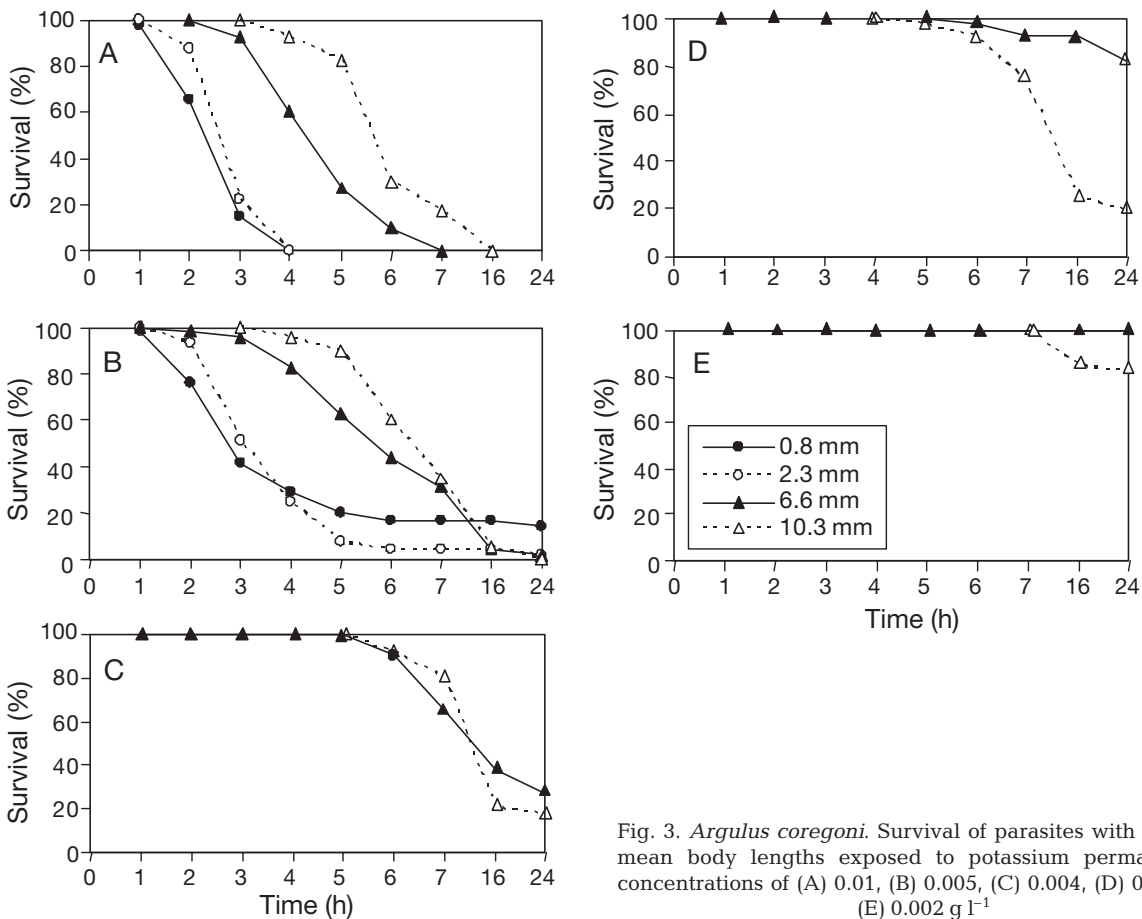 A
Survival (%)
100
80
60
40
20
0
0 1 2 3 4 5 6 7 16 24
B
Survival (%)
100
80
60
40
20
0
0 1 2 3 4 5 6 7 16 24
C
Survival (%)
100
80
60
40
20
0
0 1 2 3 4 5 6 7 16 24
Time (h)
D
Survival (%)
100
80
60
40
20
0
0 1 2 3 4 5 6 7 16 24
E
Survival (%)
100
80
60
40
20
0
0.8 mm
2.3 mm
6.6 mm
10.3 mm
0 1 2 3 4 5 6 7 16 24
Time (h)
Fig. 3. Argulus coregoni. Survival of parasites with
mean body lengths exposed to potassium perma
concentrations of (A) 0.01, (B) 0.005, (C) 0.004, (D) 0.
(E) 0.002 g l⁻¹